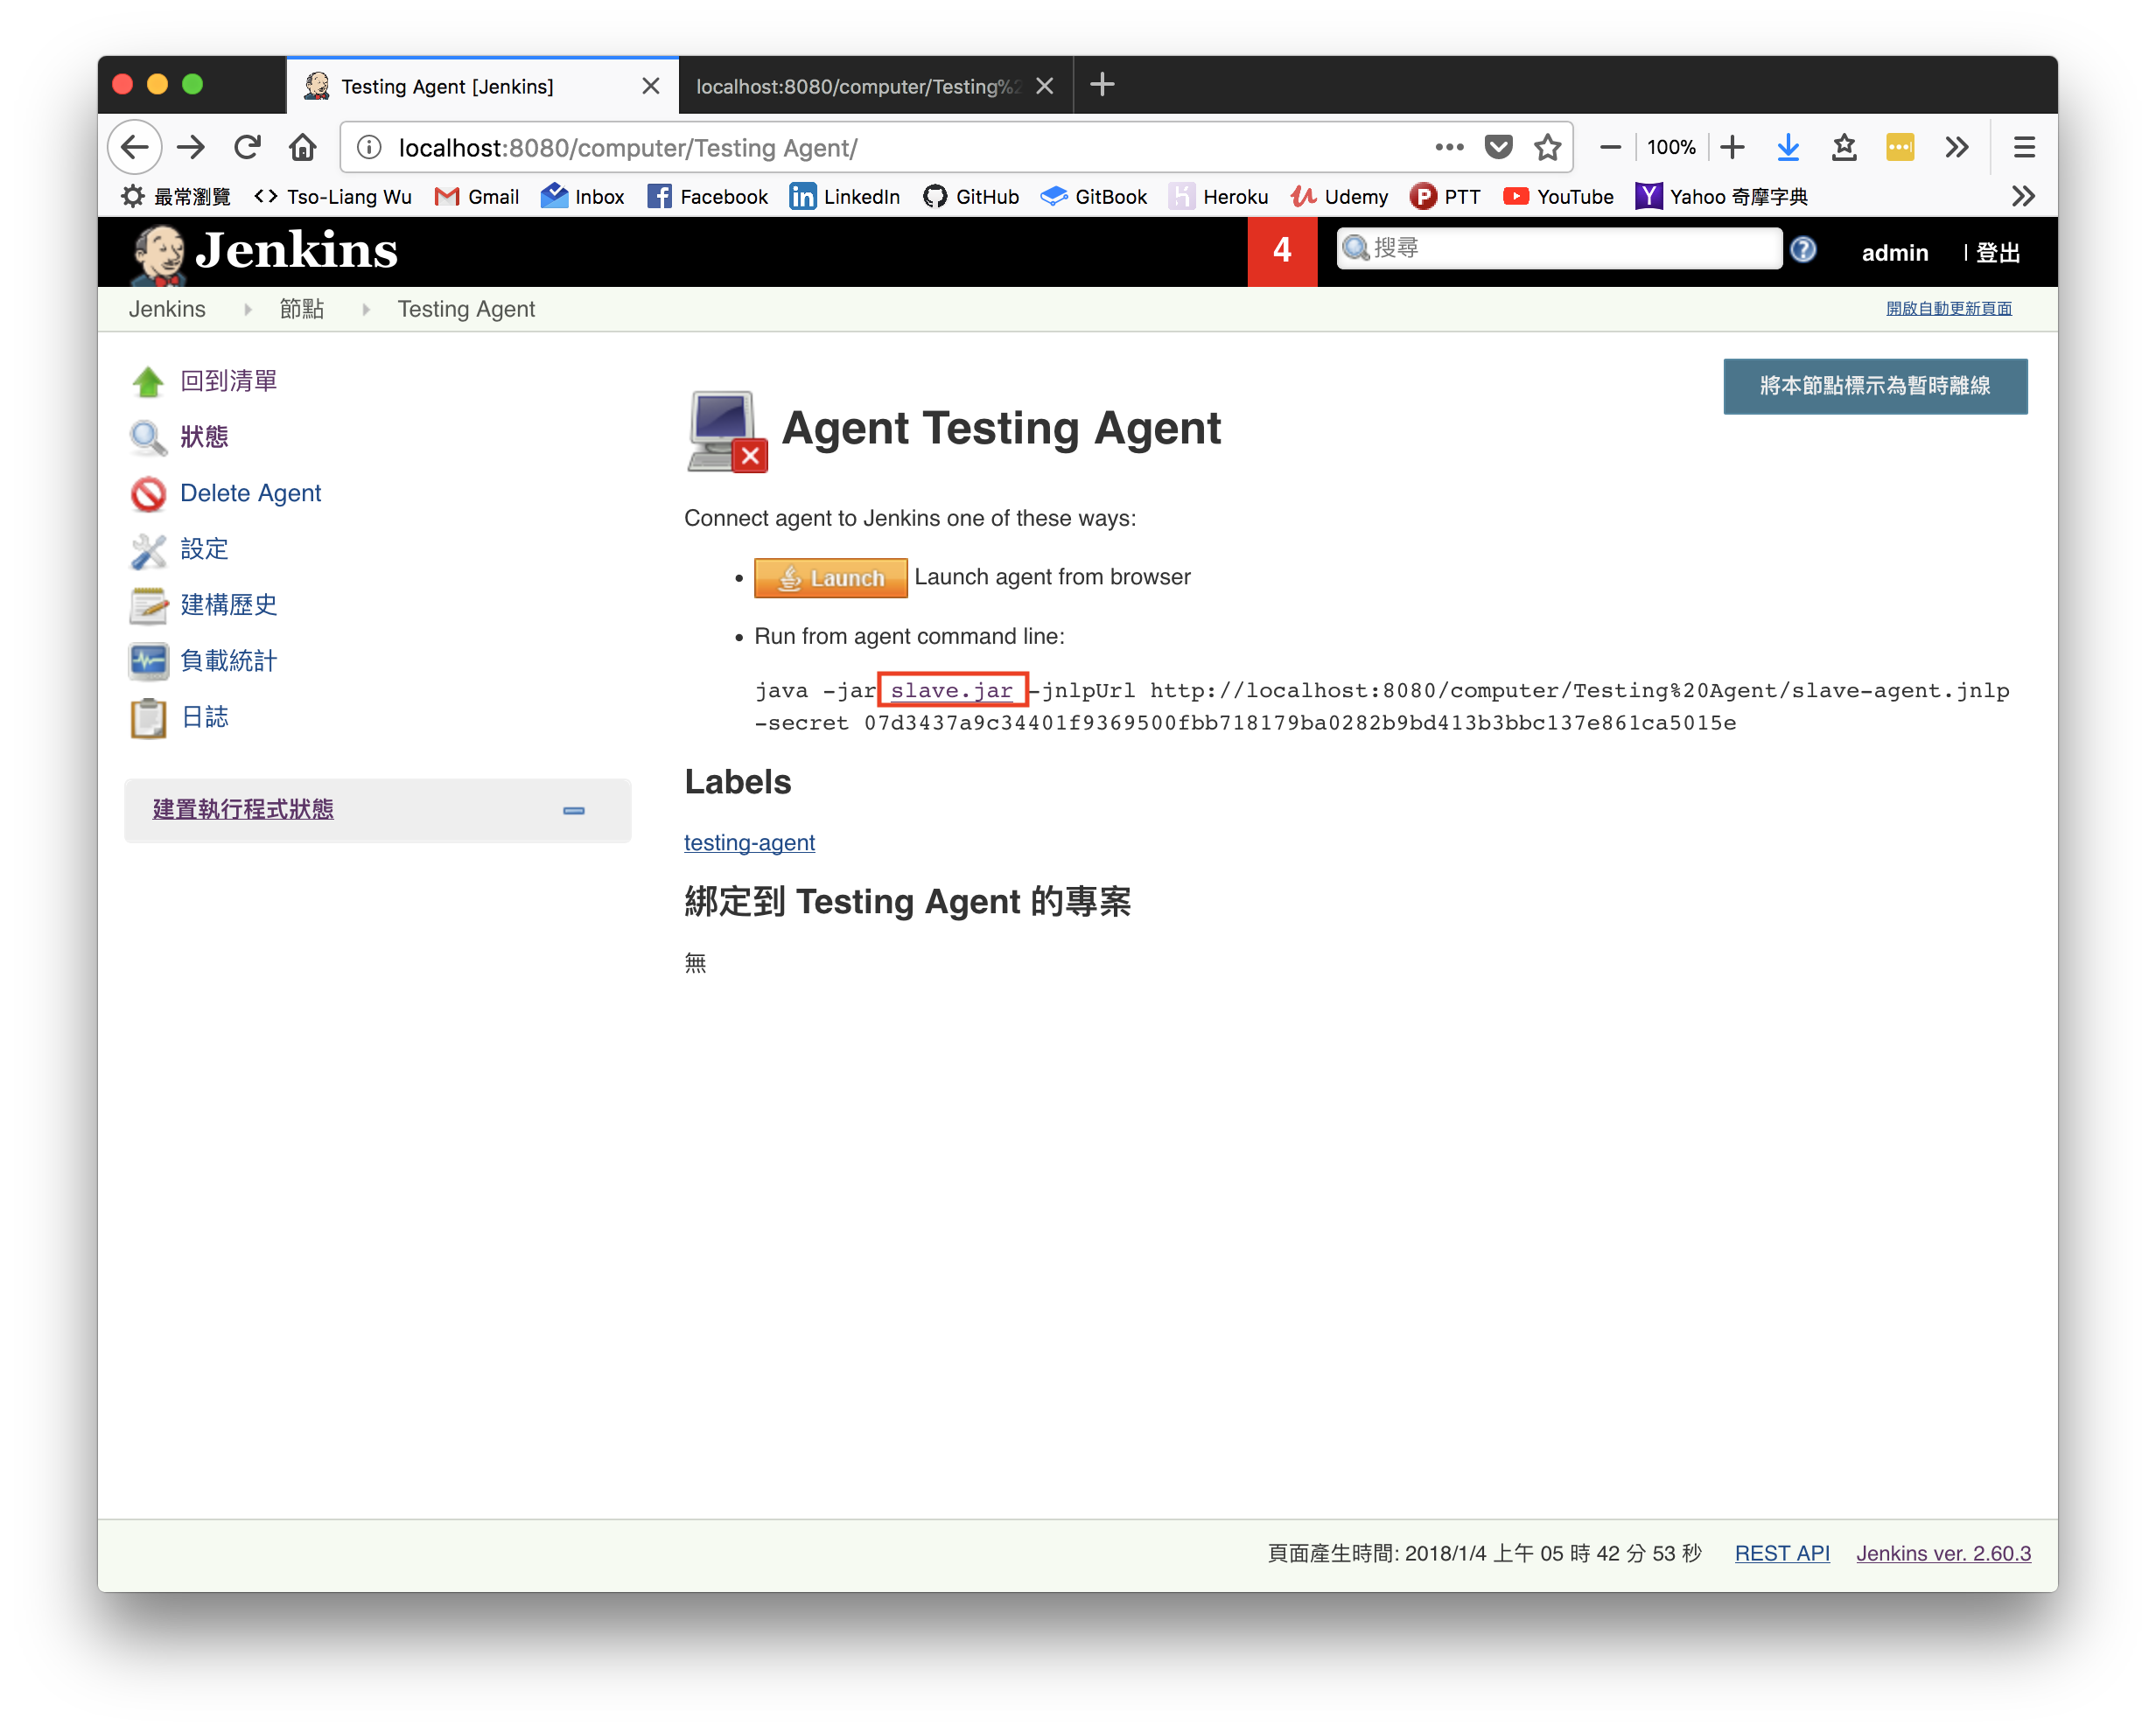 Testing Agent [Jenkins]
localhost:8080/computer/Testing%2
localhost:8080/computer/Testing Agent/
100%
最常瀏覽 Tso-Liang Wu Gmail Inbox Facebook LinkedIn GitHub GitBook Heroku Udemy PTT YouTube Yahoo 奇摩字典
Jenkins
4
搜尋
admin
| 登出
Jenkins 節點 Testing Agent
開啟自動更新頁面
回到清單
狀態
Delete Agent
設定
建構歷史
負載統計
日誌
建置執行程式狀態
將本節點標示為暫時離線
Agent Testing Agent
Connect agent to Jenkins one of these ways:
Launch Launch agent from browser
Run from agent command line:
java -jar slave.jar -jnlpUrl http://localhost:8080/computer/Testing%20Agent/slave-agent.jnlp
-secret 07d3437a9c34401f9369500fbb718179ba0282b9bd413b3bbc137e861ca5015e
Labels
testing-agent
綁定到 Testing Agent 的專案
無
頁面產生時間: 2018/1/4 上午 05 時 42 分 53 秒 REST API Jenkins ver. 2.60.3